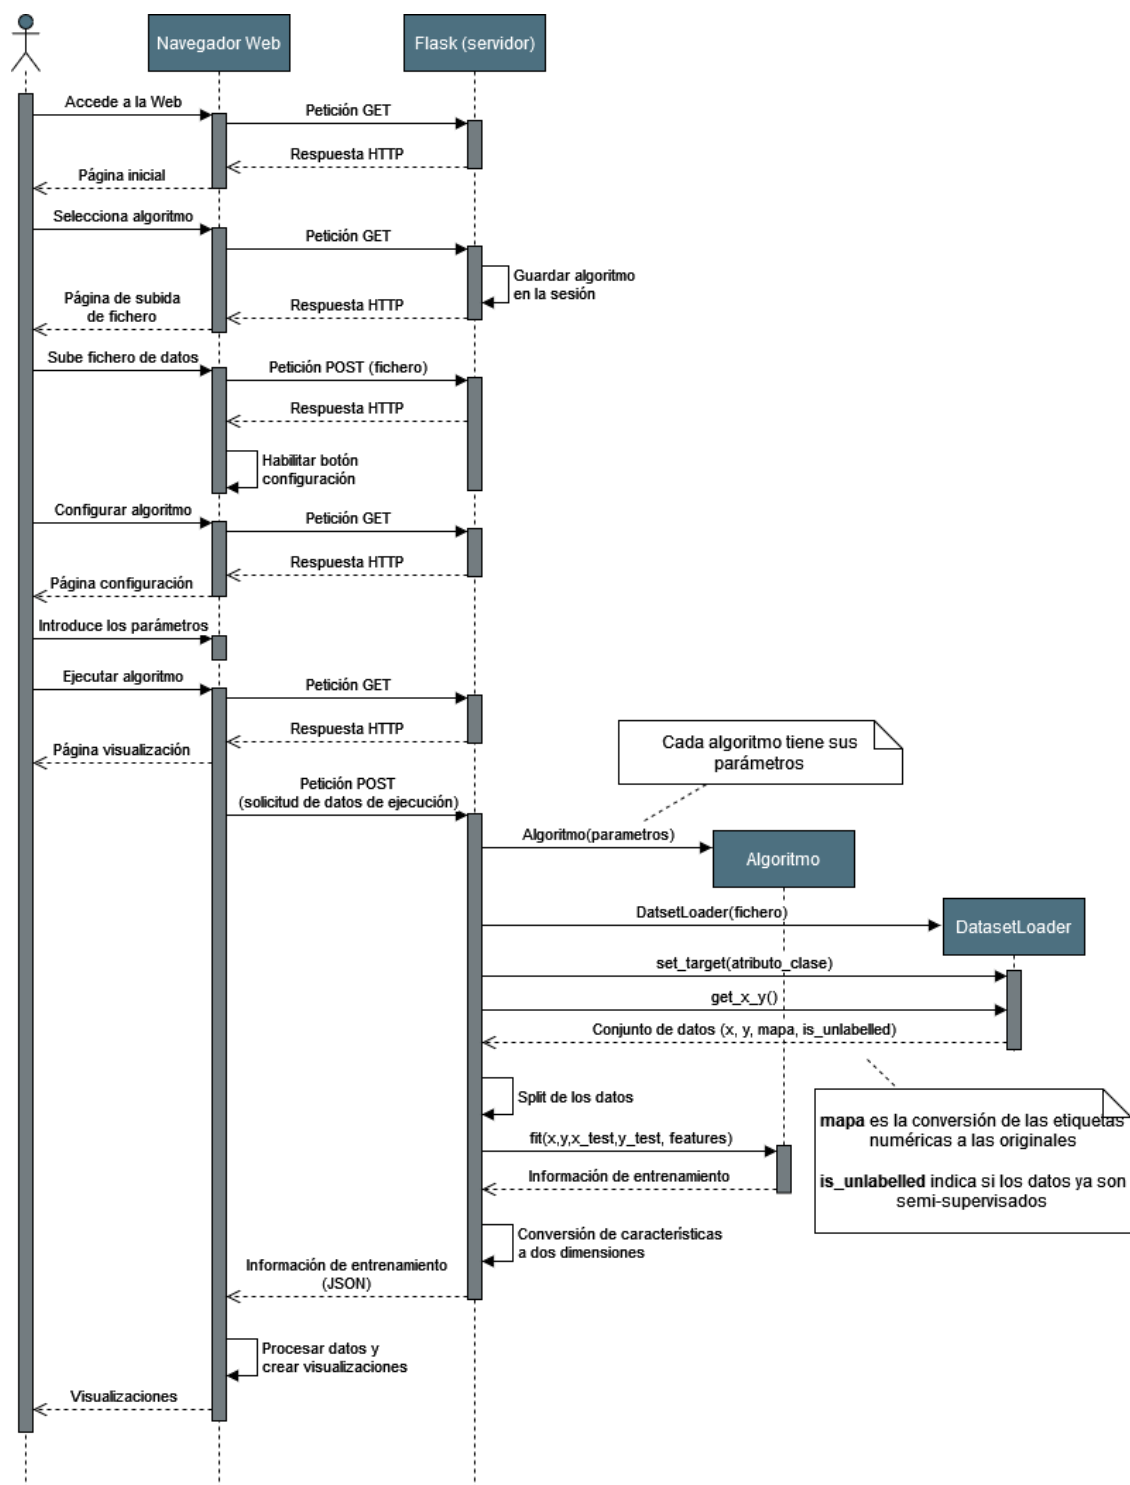 Navegador Web
Flask (servidor)
Accede a la Web
Petición GET
Respuesta HTTP
Página inicial
Selecciona algoritmo
Petición GET
Guardar algoritmo
en la sesión
Respuesta HTTP
Página de subida
de fichero
Sube fichero de datos
Petición POST (fichero)
Respuesta HTTP
Habilitar botón
configuración
Configurar algoritmo
Petición GET
Respuesta HTTP
Página configuración
Introduce los parámetros
Ejecutar algoritmo
Petición GET
Respuesta HTTP
Página visualización
Cada algoritmo tiene sus
parámetros
Petición POST
(solicitud de datos de ejecución)
Algoritmo(parametros)
Algoritmo
DatsetLoader(fichero)
DatasetLoader
set_target(atributo_clase)
get_x_y()
Conjunto de datos (x, y, mapa, is_unlabelled)
Split de los datos
mapa es la conversión de las etiquetas
numéricas a las originales
is_unlabelled indica si los datos ya son
semi-supervisados
fit(x,y,x_test,y_test, features)
Información de entrenamiento
Conversión de características
a dos dimensiones
Información de entrenamiento
(JSON)
Procesar datos y
crear visualizaciones
Visualizaciones